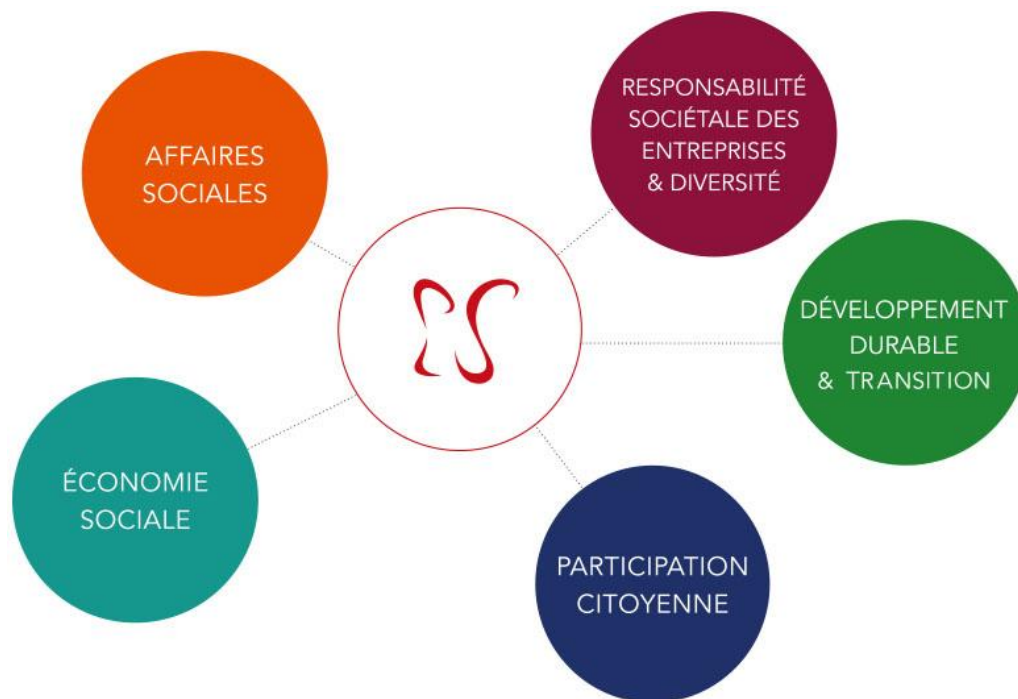 AFFAIRES
SOCIALES
RESPONSABILITÉ
SOCIÉTALE DES
ENTREPRISES
& DIVERSITÉ
DÉVELOPPEMENT
DURABLE
& TRANSITION
ÉCONOMIE
SOCIALE
PARTICIPATION
CITOYENNE